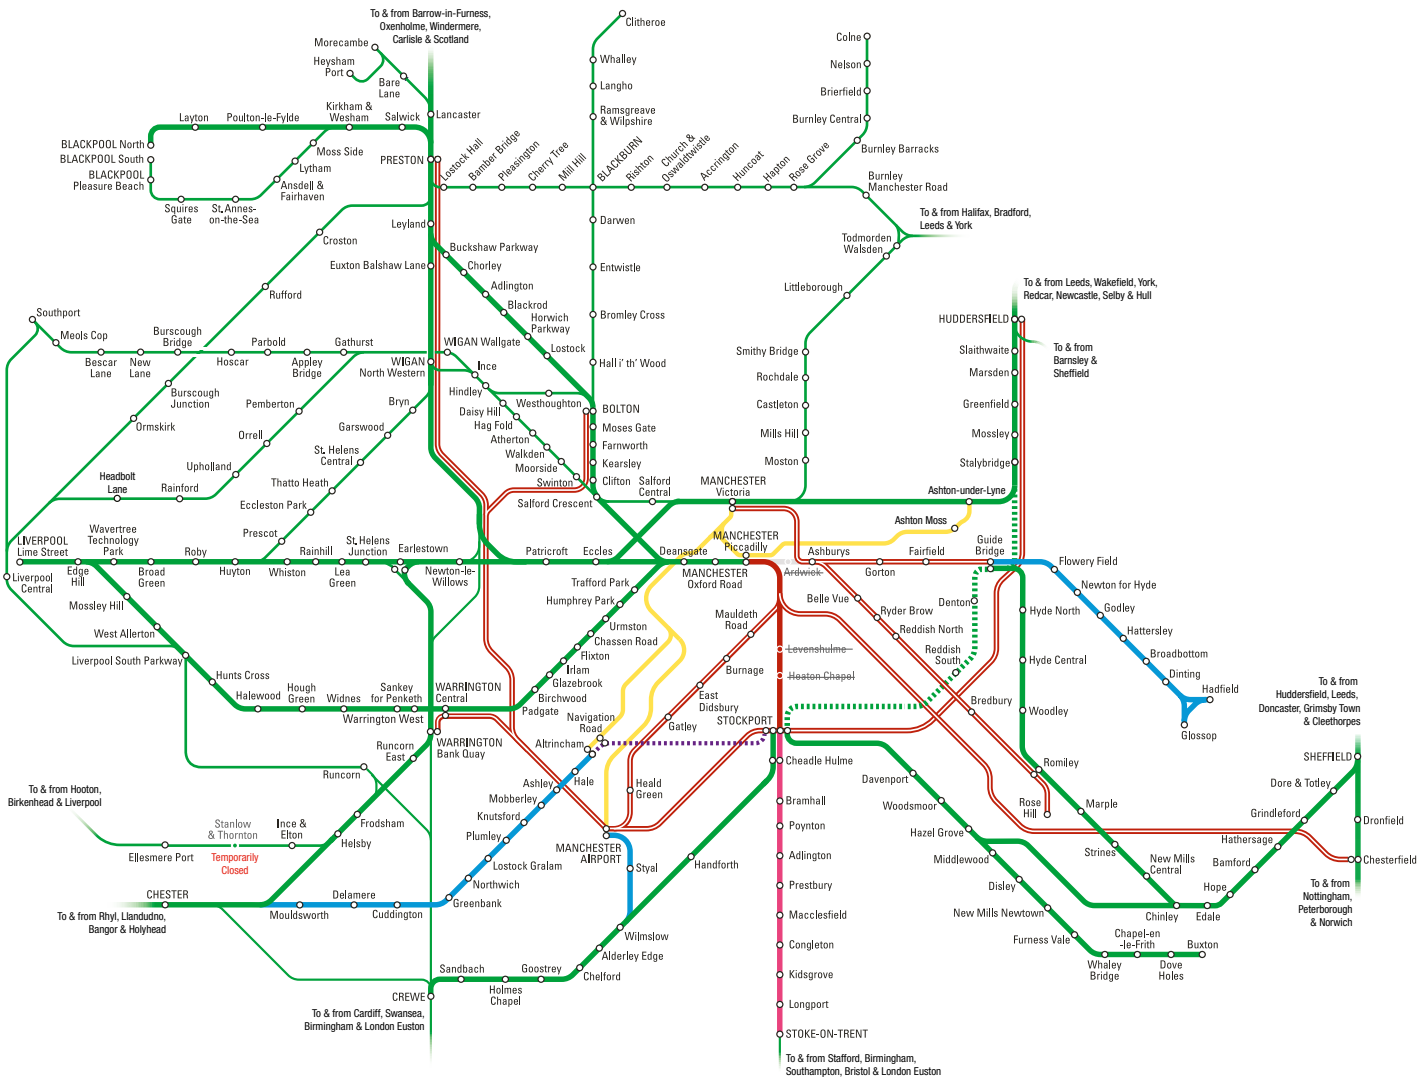 To & from Barrow-in-Furness,
Oxenholme, Windermere,
Carlisle & Scotland
Clitheroe
Morecambe
Heysham
Port
Bare
Lane
Whalley
Langho
Ramsgreave
& Wilpshire
Colne
Nelson
Brierfield
Burnley Central
Burnley Barracks
Layton
Poulton-le-Fylde
Kirkham &
Wesham
Salwick
Lancaster
BLACKPOOL North
BLACKPOOL South
BLACKPOOL
Pleasure Beach
Moss Side
Lytham
Ansdell &
Fairhaven
Squires
Gate
St. Annes-
on-the-Sea
PRESTON
Lostock Hall
Bamber Bridge
Pleasington
Cherry Tree
Mill Hill
BLACKBURN
Rishton
Church &
Oswaldtwistle
Accrington
Huncoat
Hapton
Rose Grove
Burnley
Manchester Road
To & from Halifax, Bradford,
Leeds & York
Todmorden
Walsden
Littleborough
Smithy Bridge
Rochdale
Castleton
Mills Hill
Moston
Leyland
Croston
Rufford
Euxton Balshaw Lane
Buckshaw Parkway
Chorley
Adlington
Blackrod
Horwich
Parkway
Lostock
Darwen
Entwistle
Bromley Cross
Hall i' th' Wood
BOLTON
Moses Gate
Farnworth
Kearsley
Clifton
To & from Leeds, Wakefield, York,
Redcar, Newcastle, Selby & Hull
HUDDERSFIELD
To & from
Barnsley &
Sheffield
Slaithwaite
Marsden
Greenfield
Mossley
Stalybridge
Southport
Meols Cop
Bescar
Lane
New
Lane
Burscough
Bridge
Hoscar
Parbold
Appley
Bridge
Gathurst
WIGAN
North Western
WIGAN Wallgate
Ince
Hindley
Westhoughton
Daisy Hill
Hag Fold
Atherton
Walkden
Moorside
Swinton
Salford Crescent
Salford
Central
MANCHESTER
Victoria
Burscough
Junction
Ormskirk
Pemberton
Orrell
Upholland
Rainford
Headbolt
Lane
Bryn
Garswood
St. Helens
Central
Thatto Heath
Eccleston Park
Prescot
LIVERPOOL
Lime Street
Liverpool
Central
Edge
Hill
Wavertree
Technology
Park
Broad
Green
Roby
Huyton
Whiston
Rainhill
Lea
Green
St. Helens
Junction
Earlestown
Newton-le-
Willows
Patricroft
Eccles
Deansgate
MANCHESTER
Oxford Road
MANCHESTER
Piccadilly
Ashton-under-Lyne
Ashton Moss
Ardwick
Ashburys
Gorton
Fairfield
Guide
Bridge
Flowery Field
Newton for Hyde
Godley
Hattersley
Broadbottom
Dinting
Hadfield
Glossop
Mossley Hill
West Allerton
Liverpool South Parkway
Hunts Cross
Halewood
Hough
Green
Widnes
Sankey
for Penketh
Warrington West
WARRINGTON
Central
WARRINGTON
Bank Quay
Trafford Park
Humphrey Park
Urmston
Chassen Road
Flixton
Irlam
Glazebrook
Birchwood
Padgate
Mauldeth
Road
Burnage
East
Didsbury
Gatley
Heald
Green
Levenshulme
Heaton Chapel
STOCKPORT
Belle Vue
Ryder Brow
Reddish North
Reddish
South
Denton
Bredbury
Hyde North
Hyde Central
Woodley
Romiley
Rose
Hill
Marple
Strines
New Mills
Central
Chinley
Edale
Hope
Bamford
Hathersage
Grindleford
Dore & Totley
SHEFFIELD
Dronfield
Chesterfield
To & from
Huddersfield, Leeds,
Doncaster, Grimsby Town
& Cleethorpes
To & from
Nottingham,
Peterborough
& Norwich
Navigation
Road
Altrincham
Hale
Ashley
Mobberley
Knutsford
Plumley
Lostock Gralam
Northwich
Greenbank
Cuddington
Delamere
Mouldsworth
CHESTER
Runcorn
East
Runcorn
Frodsham
Helsby
Ince &
Elton
Stanlow
& Thornton
Temporarily
Closed
Ellesmere Port
To & from Hooton,
Birkenhead & Liverpool
To & from Rhyl, Llandudno,
Bangor & Holyhead
MANCHESTER
AIRPORT
Styal
Handforth
Wilmslow
Alderley Edge
Chelford
Goostrey
Holmes
Chapel
Sandbach
CREWE
To & from Cardiff, Swansea,
Birmingham & London Euston
Cheadle Hulme
Bramhall
Poynton
Adlington
Prestbury
Macclesfield
Congleton
Kidsgrove
Longport
STOKE-ON-TRENT
To & from Stafford, Birmingham,
Southampton, Bristol & London Euston
Davenport
Woodsmoor
Hazel Grove
Middlewood
Disley
New Mills Newtown
Furness Vale
Whaley
Bridge
Chapel-en
-le-Frith
Dove
Holes
Buxton